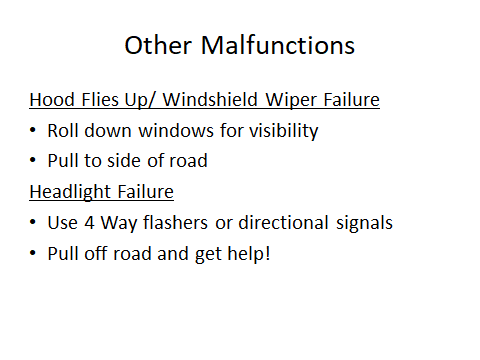 Other Malfunctions
Hood Flies Up/ Windshield Wiper Failure
• Roll down windows for visibility
• Pull to side of road
Headlight Failure
• Use 4 Way flashers or directional signals
• Pull off road and get help!